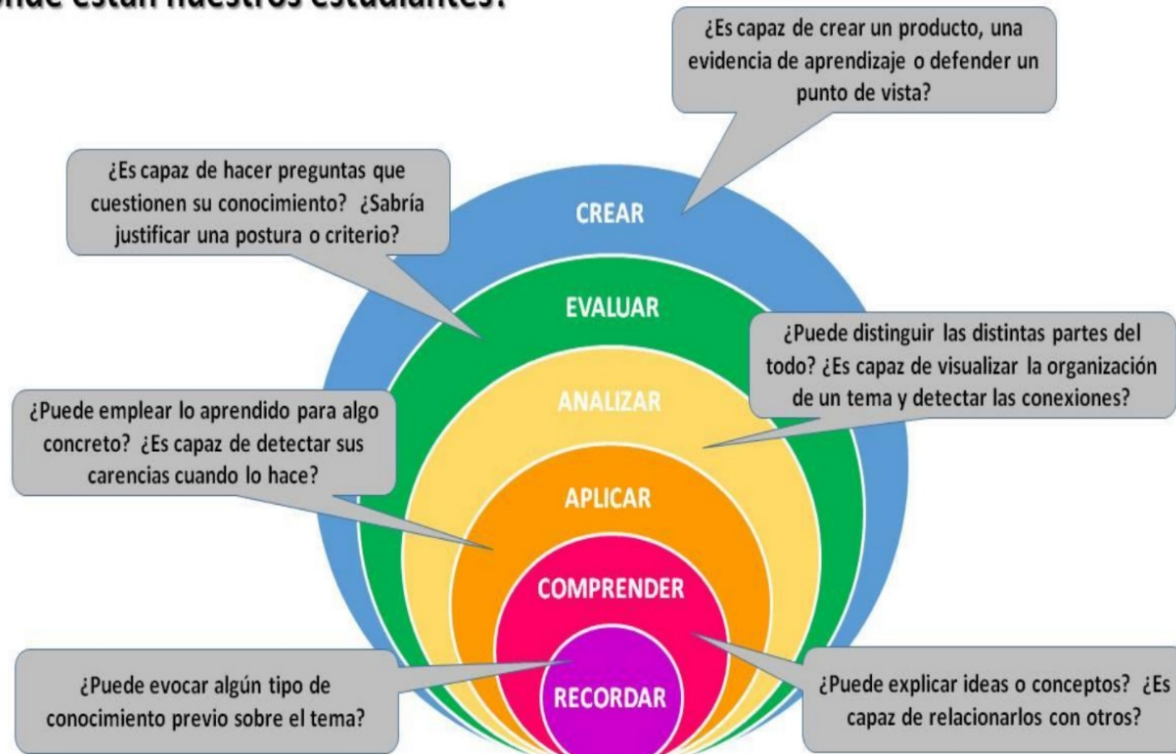 están nuestros estudiantes?
¿Es capaz de crear un producto, una
evidencia de aprendizaje o defender un
punto de vista?
¿Es capaz de hacer preguntas que
cuestionen su conocimiento? ¿Sabría
justificar una postura o criterio?
CREAR
EVALUAR
¿Puede distinguir las distintas partes del
todo? ¿Es capaz de visualizar la organización
de un tema y detectar las conexiones?
ANALIZAR
¿Puede emplear lo aprendido para algo
concreto? ¿Es capaz de detectar sus
carencias cuando lo hace?
APLICAR
COMPRENDER
¿Puede evocar algún tipo de
conocimiento previo sobre el tema?
RECORDAR
¿Puede explicar ideas o conceptos? ¿Es
capaz de relacionarlos con otros?